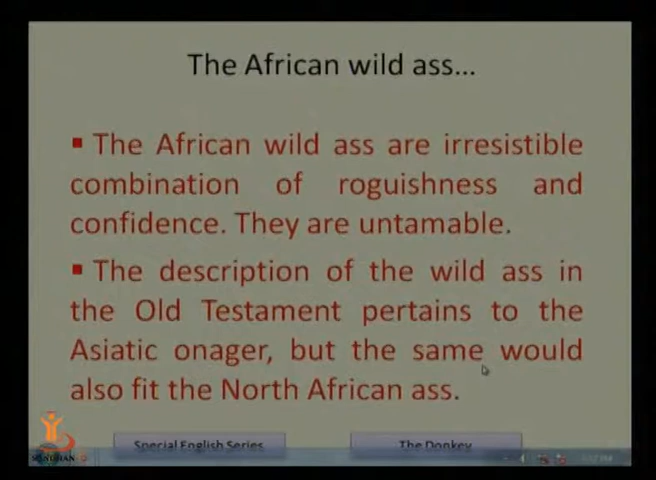 The African wild ass...
▪ The African wild ass are irresistible
combination of roguishness and
confidence. They are untamable.
▪ The description of the wild ass in
the Old Testament pertains to the
Asiatic onager, but the same would
also fit the North African ass.
Special English Series The Donkey